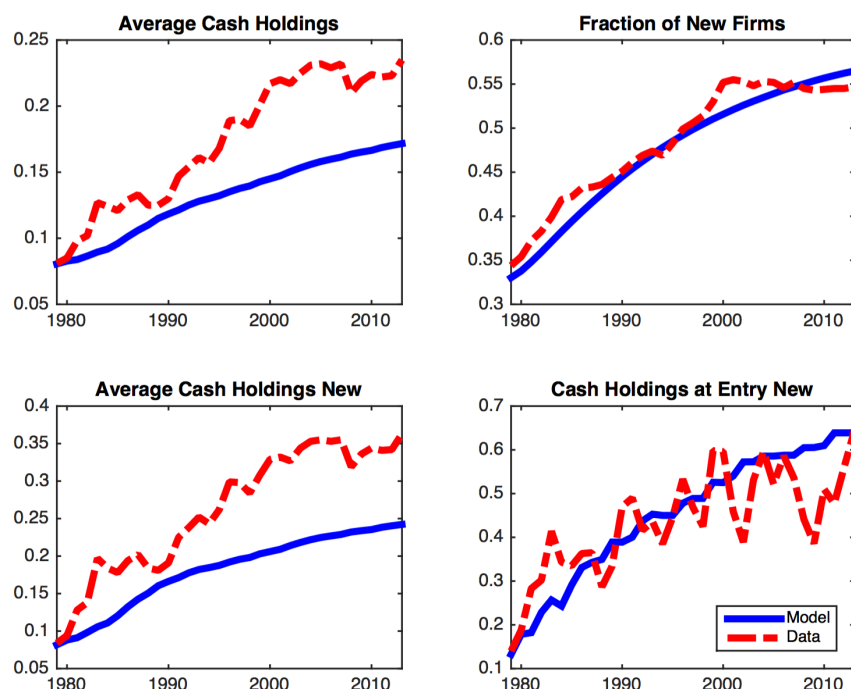 Average Cash Holdings
0.25
0.2
0.15
0.1
0.05
1980 1990 2000 2010
Fraction of New Firms
0.6
0.55
0.5
0.45
0.4
0.35
0.3
1980 1990 2000 2010
Average Cash Holdings New
0.4
0.35
0.3
0.25
0.2
0.15
0.1
0.05
1980 1990 2000 2010
Cash Holdings at Entry New
0.7
0.6
0.5
0.4
0.3
0.2
0.1
1980 1990 2000 2010
Model
Data